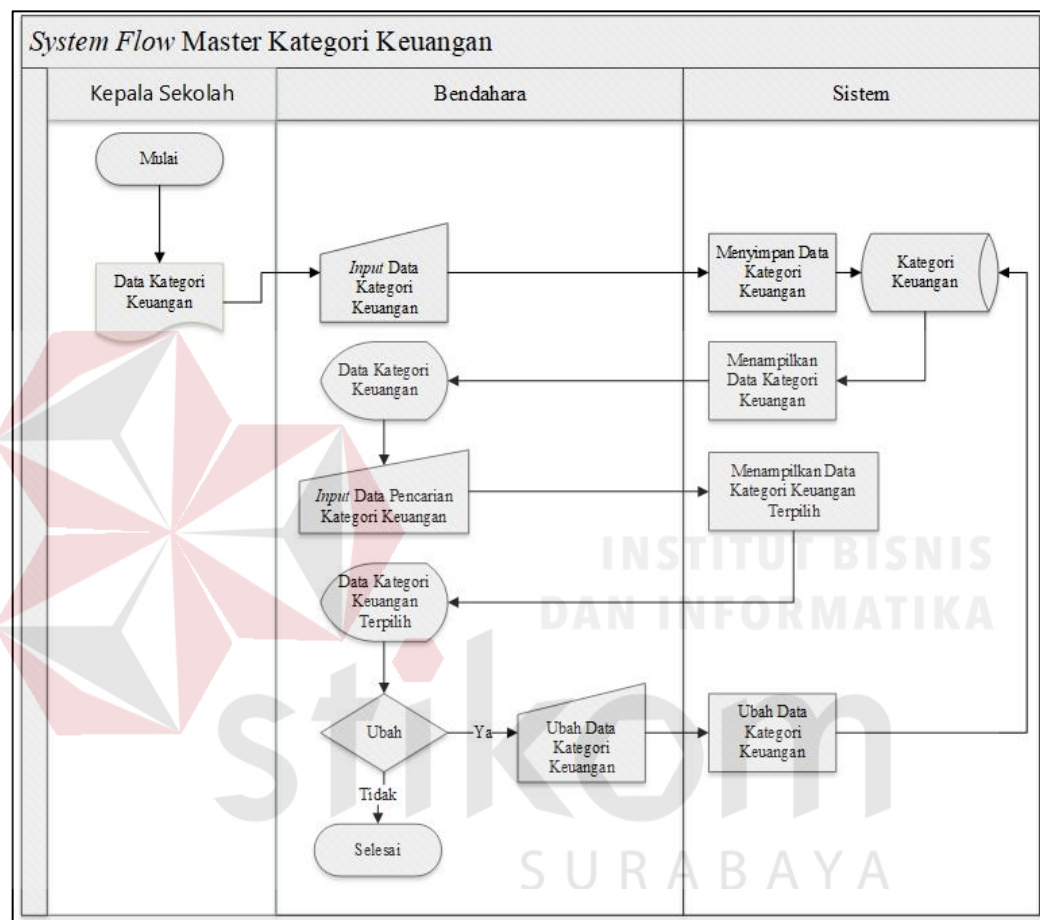 System Flow Master Kategori Keuangan
Kepala Sekolah
Bendahara
Sistem
Mulai
Data Kategori
Keuangan
Input Data
Kategori
Keuangan
Menyimpan Data
Kategori
Keuangan
Kategori
Keuangan
Data Kategori
Keuangan
Menampilkan
Data Kategori
Keuangan
Input Data Pencarian
Kategori Keuangan
Menampilkan Data
Kategori Keuangan
Terpilih
Data Kategori
Keuangan
Terpilih
Ubah
Ya
Ubah Data
Kategori
Keuangan
Ubah Data
Kategori
Keuangan
Tidak
Selesai
INSTITUT BISNIS
DAN INFORMATIKA
stikom
SURABAYA